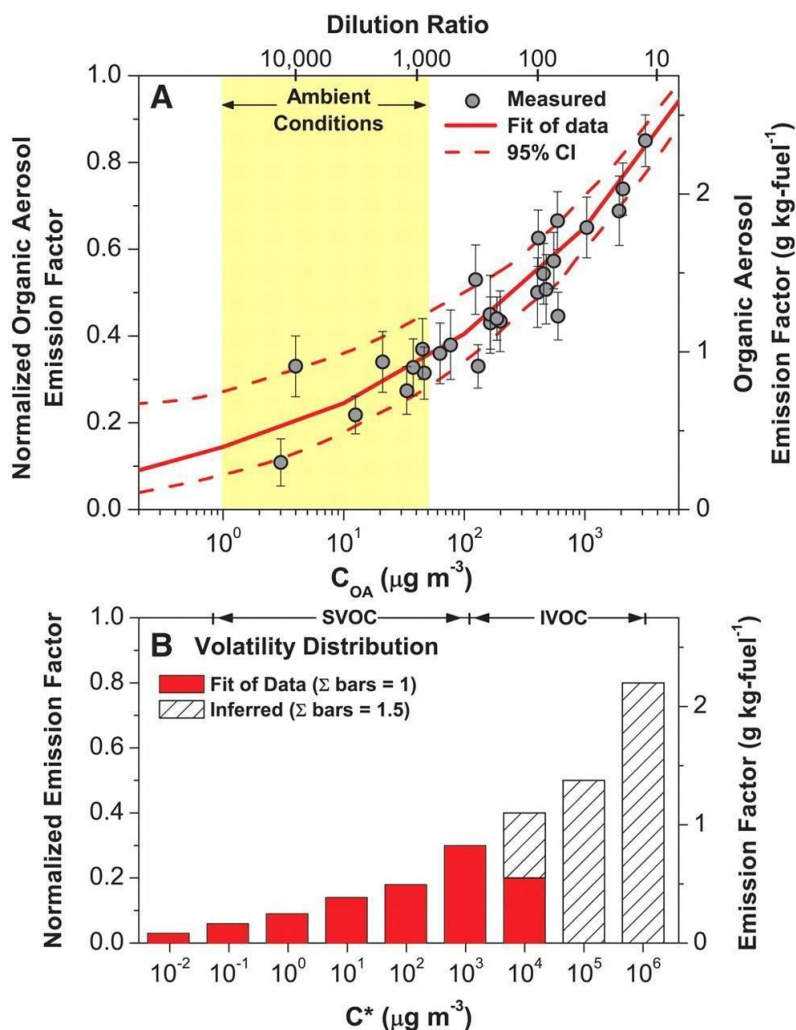 Dilution Ratio
10,000 1,000 100 10
A
Ambient
Conditions
Measured
Fit of data
95% CI
1.0
0.8
0.6
0.4
0.2
0.0
Normalized Organic Aerosol
Emission Factor
2
1
0
Organic Aerosol
Emission Factor (g kg-fuel⁻¹)
10⁰ 10¹ 10² 10³
C_OA (µg m⁻³)
SVOC IVOC
B Volatility Distribution
Fit of Data (Σ bars = 1)
Inferred (Σ bars = 1.5)
1.0
0.8
0.6
0.4
0.2
0.0
Normalized Emission Factor
2
1
0
Emission Factor (g kg-fuel⁻¹)
10⁻² 10⁻¹ 10⁰ 10¹ 10² 10³ 10⁴ 10⁵ 10⁶
C* (µg m⁻³)